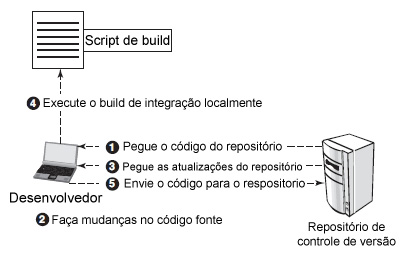 Script de build
4 Execute o build de integração localmente
1 Pegue o código do repositório
3 Pegue as atualizações do repositório
5 Envie o código para o respositorio
Desenvolvedor
2 Faça mudanças no código fonte
Repositório de
controle de versão